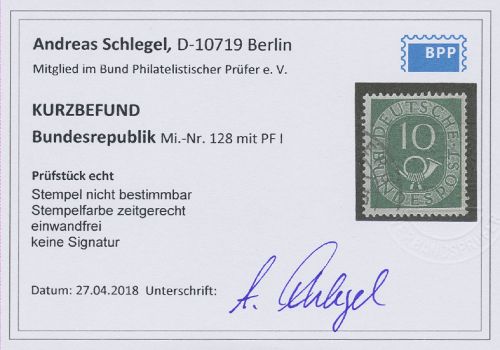 Andreas Schlegel, D-10719 Berlin
Mitglied im Bund Philatelistischer Prüfer e. V.
BPP
KURZBEFUND
Bundesrepublik Mi.-Nr. 128 mit PF I
DEUTSCHE
10
BUNDESPOST
Prüfstück echt
Stempel nicht bestimmbar
Stempelfarbe zeitgerecht
einwandfrei
keine Signatur
Datum: 27.04.2018 Unterschrift:
A. Schlegel